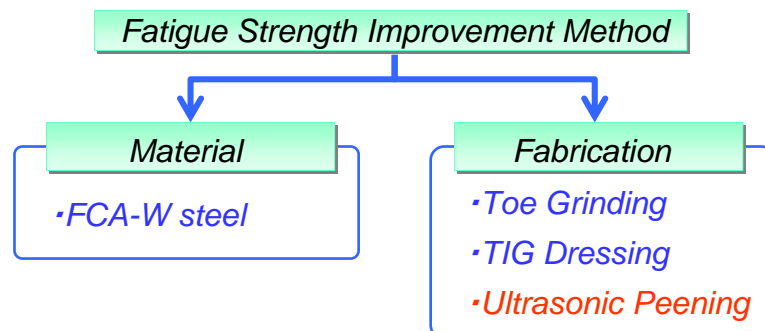 Fatigue Strength Improvement Method
Material
・FCA-W steel
Fabrication
・Toe Grinding
・TIG Dressing
・Ultrasonic Peening